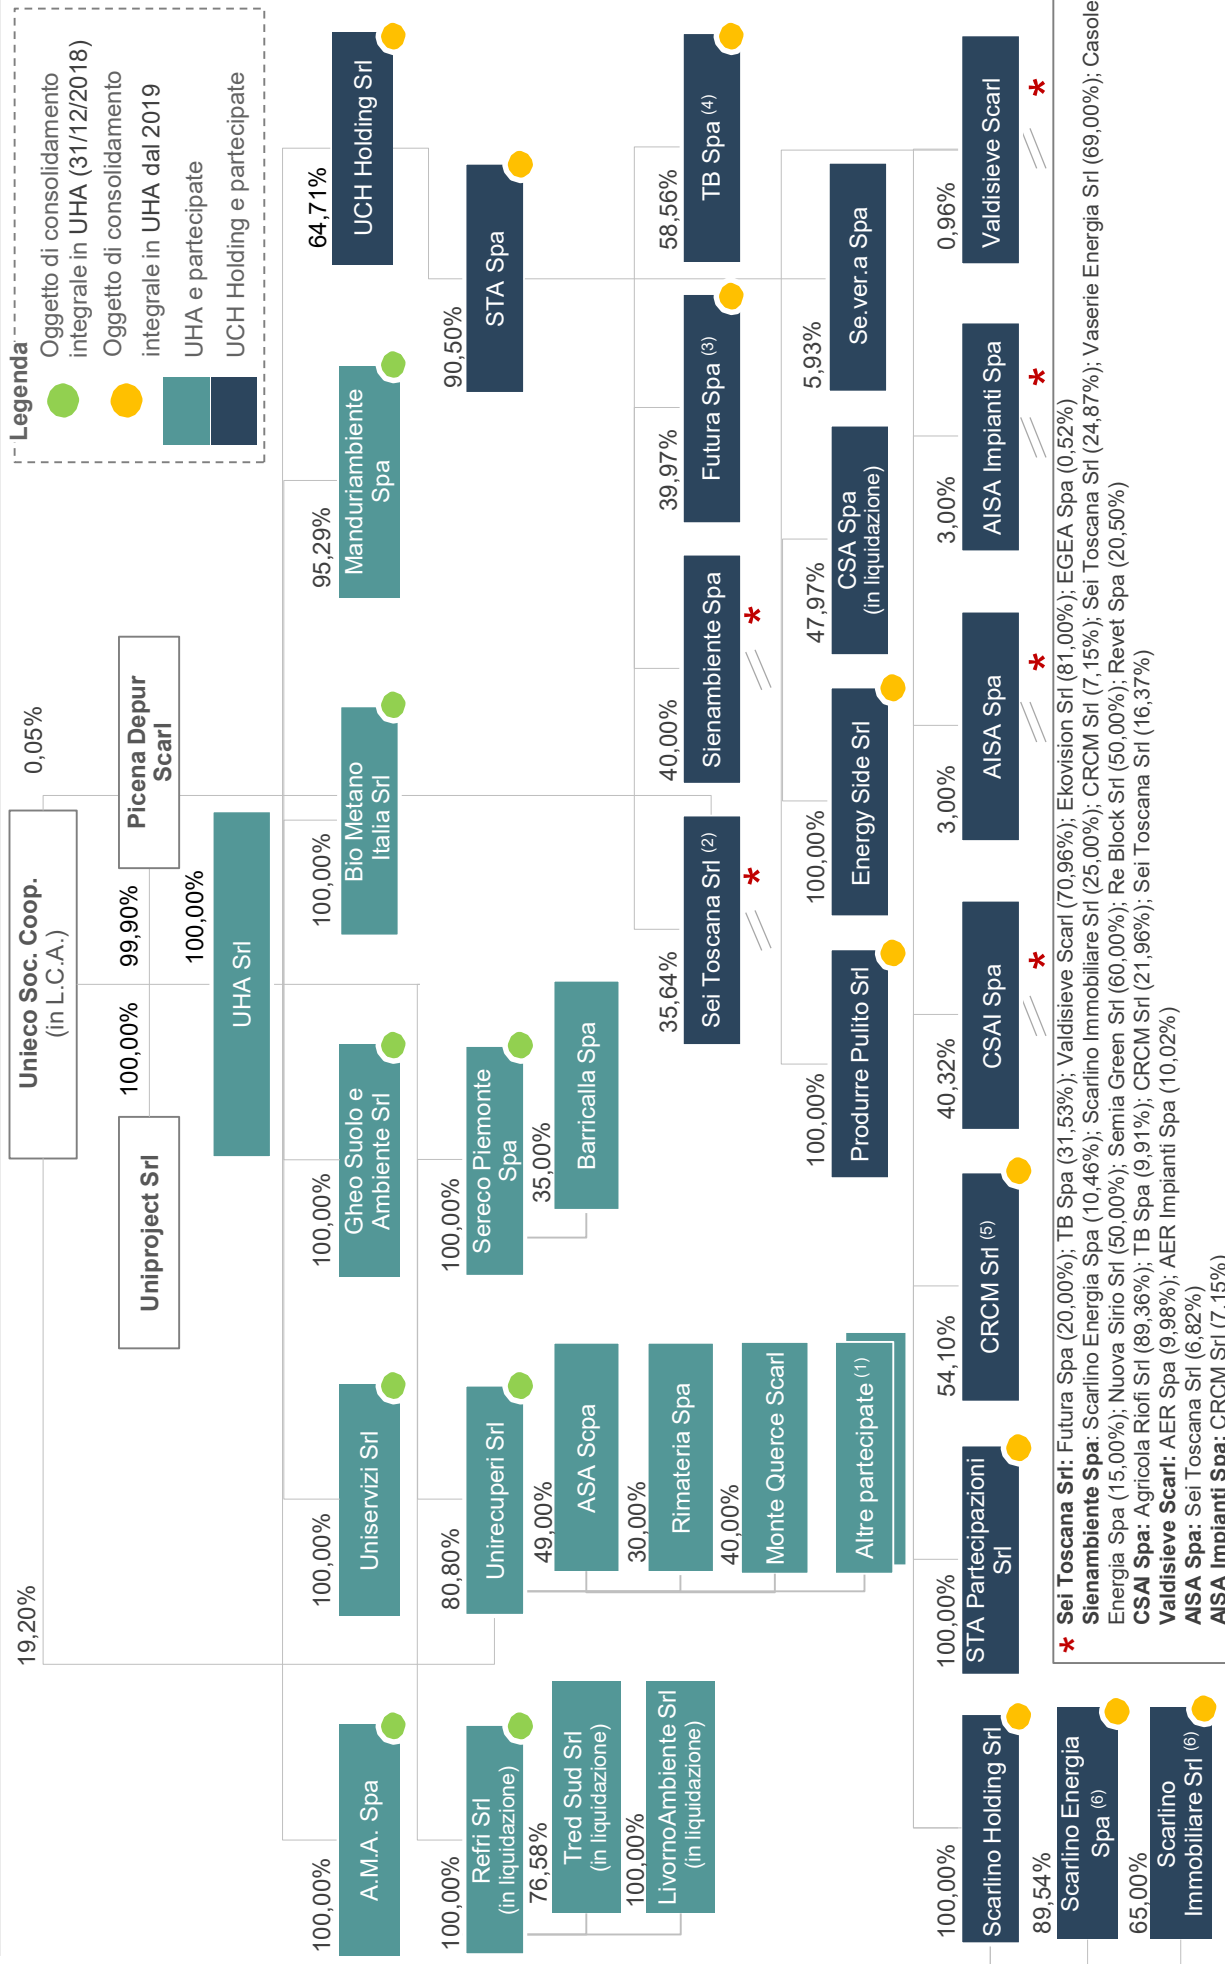 Unieco Soc. Coop.
(in L.C.A.)
19,20%
0,05%
Uniproject Srl
100,00%
99,90%
Picena Depur
Scarl
100,00%
UHA Srl
Legenda
Oggetto di consolidamento
integrale in UHA (31/12/2018)
Oggetto di consolidamento
integrale in UHA dal 2019
UHA e partecipate
UCH Holding e partecipate
100,00%
A.M.A. Spa
100,00%
Uniservizi Srl
100,00%
Gheo Suolo e
Ambiente Srl
100,00%
Bio Metano
Italia Srl
95,29%
Manduriambiente
Spa
64,71%
UCH Holding Srl
100,00%
Refri Srl
(in liquidazione)
80,80%
Unirecuperi Srl
100,00%
Sereco Piemonte
Spa
90,50%
STA Spa
76,58%
Tred Sud Srl
(in liquidazione)
49,00%
ASA Scpa
35,00%
Barricalla Spa
100,00%
LivornoAmbiente Srl
(in liquidazione)
30,00%
Rimateria Spa
40,00%
Monte Querce Scarl
Altre partecipate (1)
35,64%
Sei Toscana Srl (2)
*
40,00%
Sienambiente Spa
*
39,97%
Futura Spa (3)
58,56%
TB Spa (4)
100,00%
Produrre Pulito Srl
100,00%
Energy Side Srl
47,97%
CSA Spa
(in liquidazione)
5,93%
Se.ver.a Spa
100,00%
Scarlino Holding Srl
100,00%
STA Partecipazioni
Srl
54,10%
CRCM Srl (5)
40,32%
CSAI Spa
*
3,00%
AISA Spa
*
3,00%
AISA Impianti Spa
*
0,96%
Valdisieve Scarl
*
89,54%
Scarlino Energia
Spa (6)
65,00%
Scarlino
Immobiliare Srl (6)
* Sei Toscana Srl: Futura Spa (20,00%); TB Spa (31,53%); Valdisieve Scarl (70,96%); Ekovision Srl (81,00%); EGEA Spa (0,52%)
Sienambiente Spa: Scarlino Energia Spa (10,46%); Scarlino Immobiliare Srl (25,00%); CRCM Srl (7,15%); Sei Toscana Srl (24,87%); Vaserie Energia Srl (69,00%); Casole
Energia Spa (15,00%); Nuova Sirio Srl (50,00%); Semia Green Srl (60,00%); Re Block Srl (50,00%); Revet Spa (20,50%)
CSAI Spa: Agricola Riofi Srl (89,36%); TB Spa (9,91%); CRCM Srl (21,96%); Sei Toscana Srl (16,37%)
Valdisieve Scarl: AER Spa (9,98%); AER Impianti Spa (10,02%)
AISA Spa: Sei Toscana Srl (6,82%)
AISA Impianti Spa: CRCM Srl (7,15%)